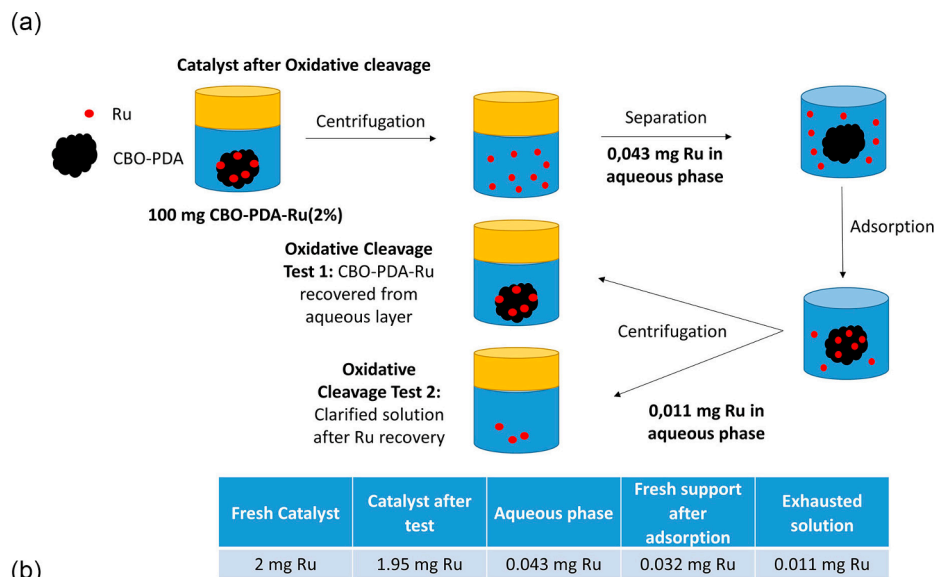 (a)
Catalyst after Oxidative cleavage
Ru
CBO-PDA
100 mg CBO-PDA-Ru(2%)
Centrifugation
Separation
0,043 mg Ru in
aqueous phase
Adsorption
Oxidative Cleavage
Test 1: CBO-PDA-Ru
recovered from
aqueous layer
Centrifugation
Oxidative
Cleavage Test 2:
Clarified solution
after Ru recovery
0,011 mg Ru in
aqueous phase
Fresh Catalyst
Catalyst after
test
Aqueous phase
Fresh support
after
adsorption
Exhausted
solution
2 mg Ru
1.95 mg Ru
0.043 mg Ru
0.032 mg Ru
0.011 mg Ru
(b)